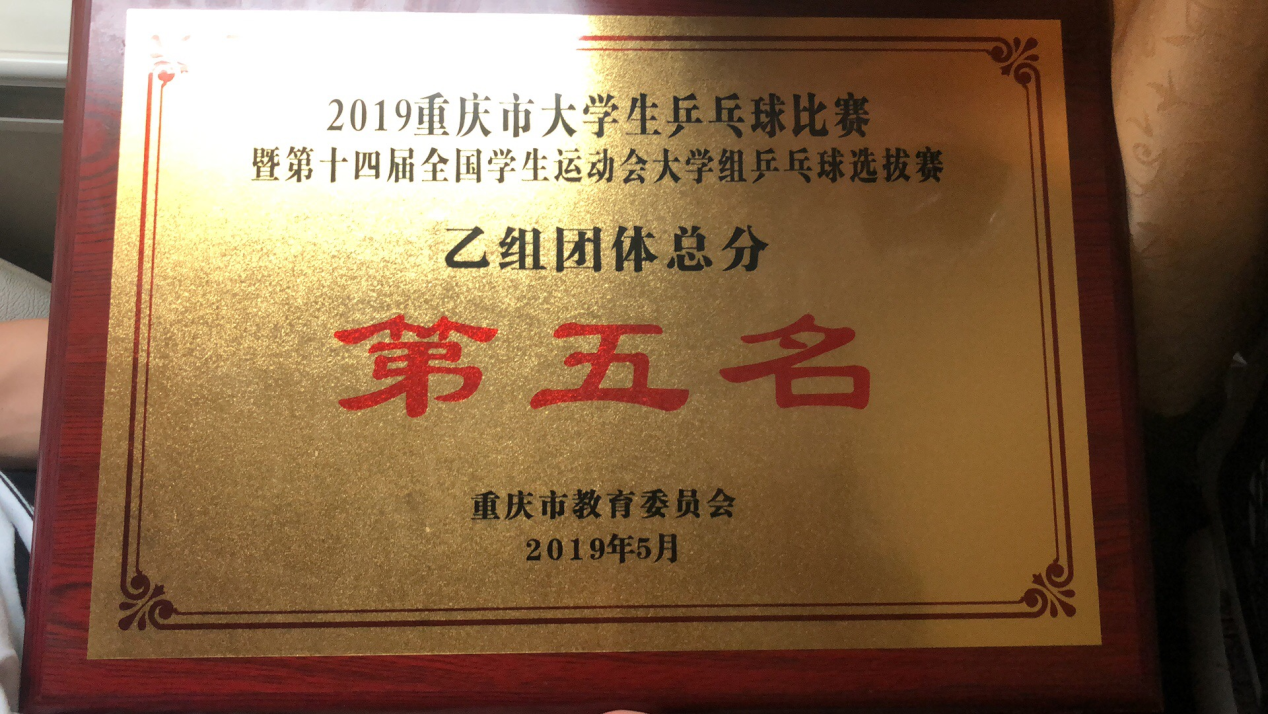 2019重庆市大学生乒乓球比赛
暨第十四届全国学生运动会大学组乒乓球选拔赛
乙组团体总分
第五名
重庆市教育委员会
2019年5月